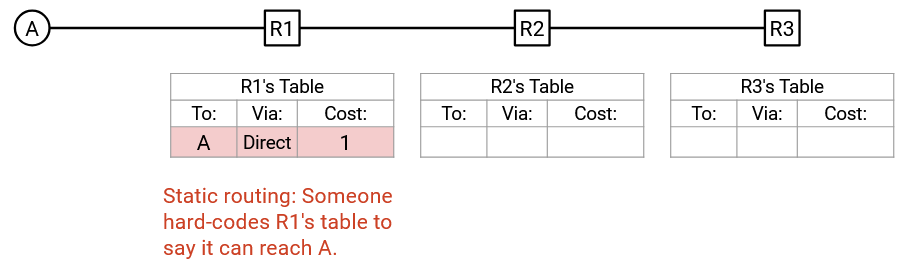 A R1 R2 R3
R1's Table R2's Table R3's Table
To: Via: Cost: To: Via: Cost: To: Via: Cost:
A Direct 1
Static routing: Someone
hard-codes R1's table to
say it can reach A.